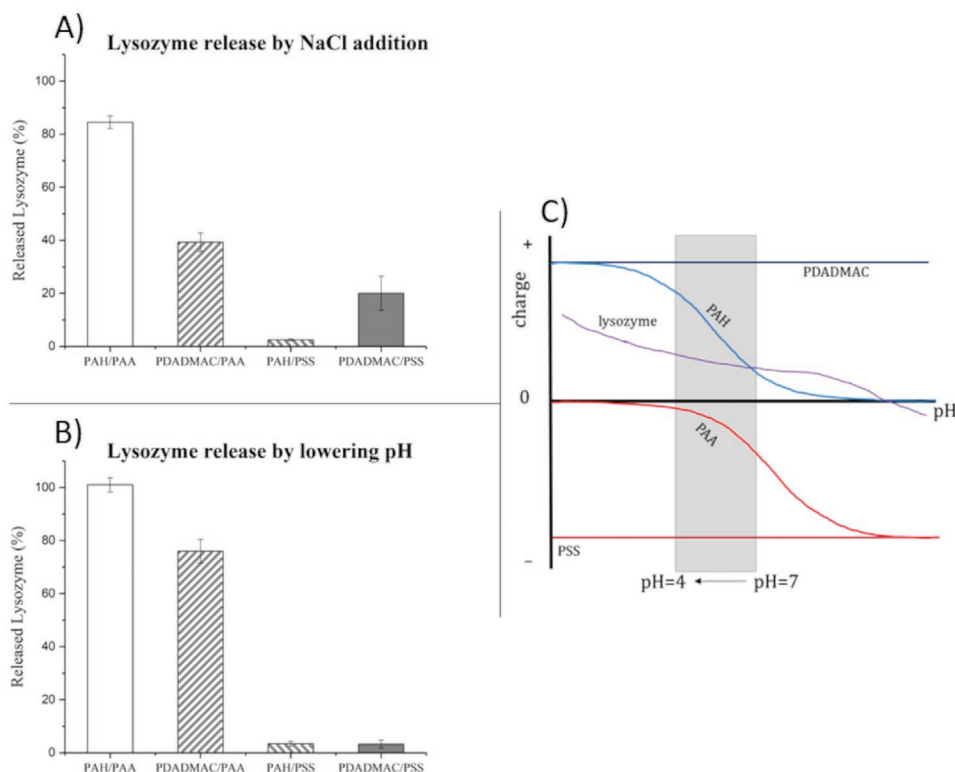 A)
Lysozyme release by NaCl addition
Released Lysozyme (%)
100
80
60
40
20
0
PAH/PAA PDADMAC/PAA PAH/PSS PDADMAC/PSS
B)
Lysozyme release by lowering pH
Released Lysozyme (%)
100
80
60
40
20
0
PAH/PAA PDADMAC/PAA PAH/PSS PDADMAC/PSS
C)
+
charge
0
−
PDADMAC
PAH
lysozyme
pH
PAA
PSS
pH=4 ← pH=7